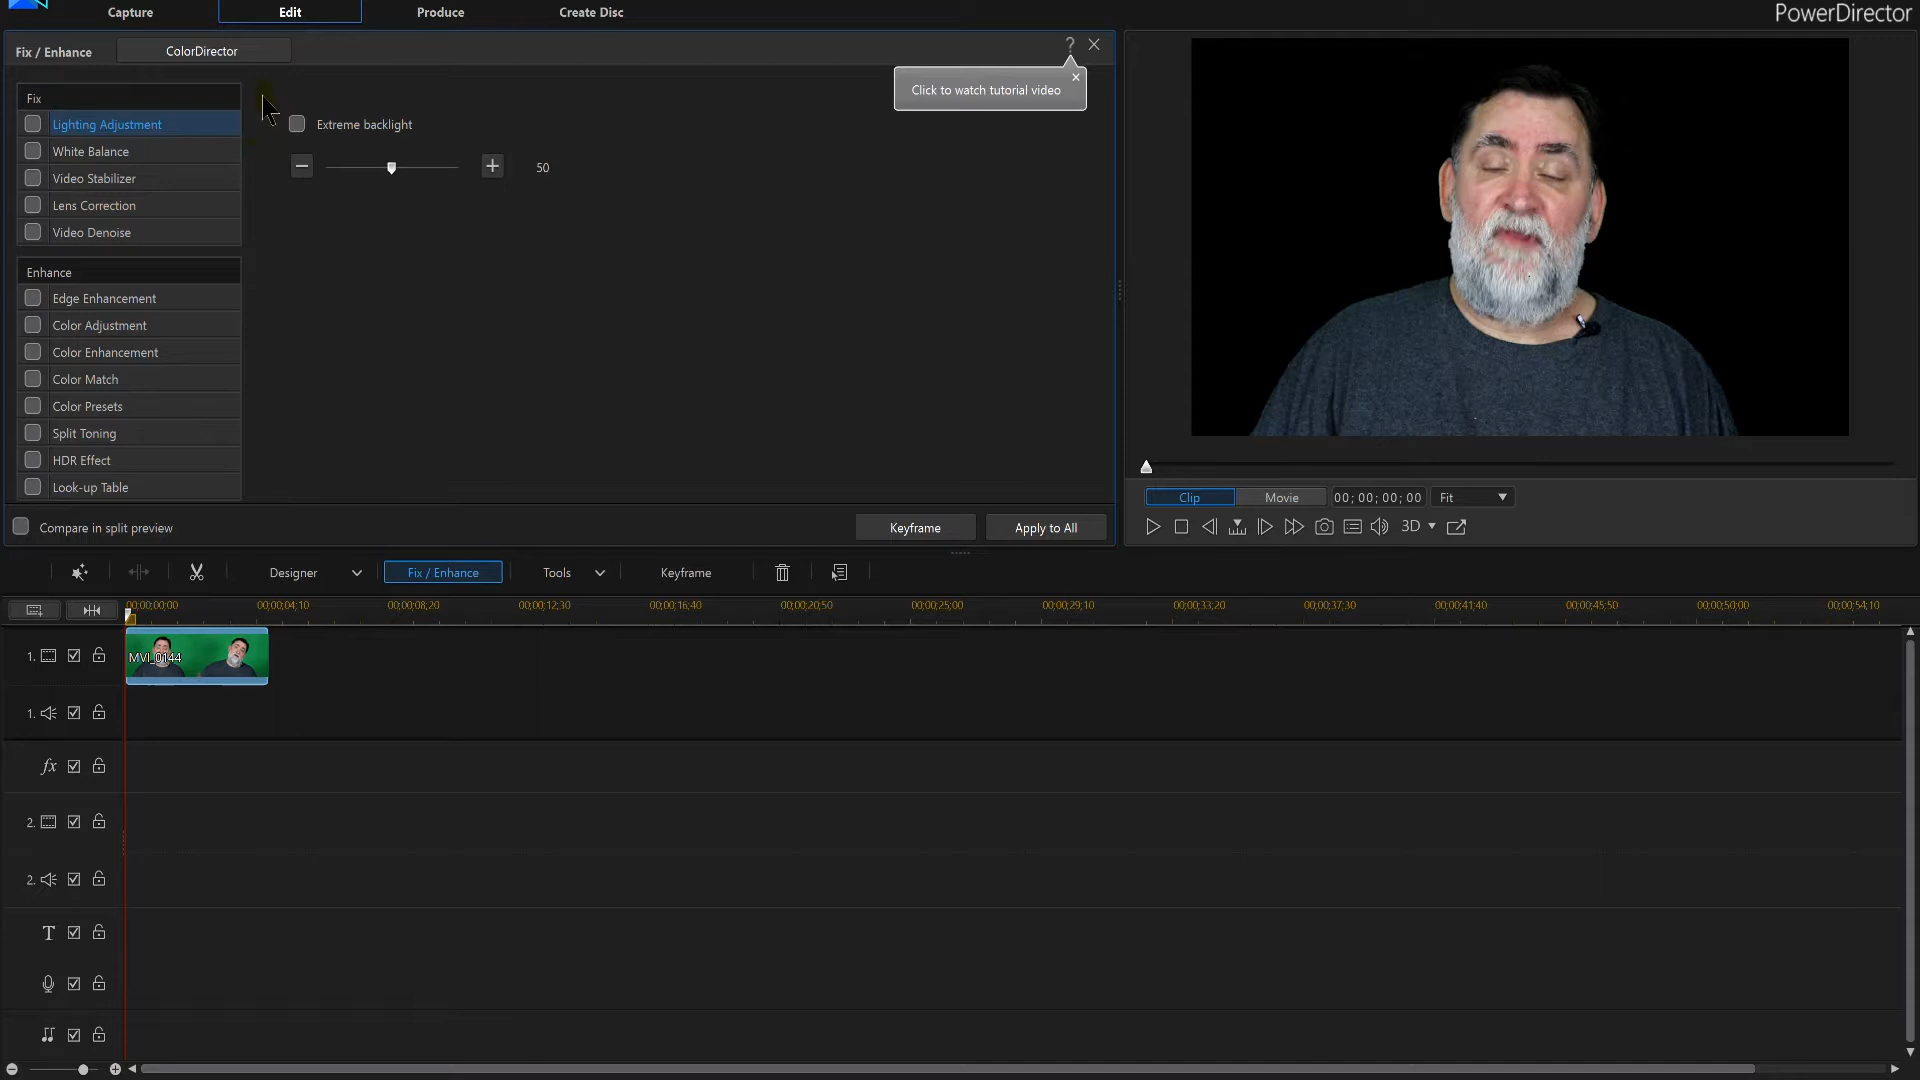 Capture
Edit
Produce
Create Disc
PowerDirector
Fix / Enhance
ColorDirector
?
Click to watch tutorial video
Fix
Lighting Adjustment
White Balance
Video Stabilizer
Lens Correction
Video Denoise
Extreme backlight
50
Enhance
Edge Enhancement
Color Adjustment
Color Enhancement
Color Match
Color Presets
Split Toning
HDR Effect
Look-up Table
Compare in split preview
Keyframe
Apply to All
Clip
Movie
00; 00; 00; 00
Fit
3D
Designer
Fix / Enhance
Tools
Keyframe
00;00;00;00
00;00;04;10
00;00;08;20
00;00;12;30
00;00;16;40
00;00;20;50
00;00;25;00
00;00;29;10
00;00;33;20
00;00;37;30
00;00;41;40
00;00;45;50
00;00;50;00
00;00;54;10
1.
MVI_0144
1.
fx
2.
2.
T